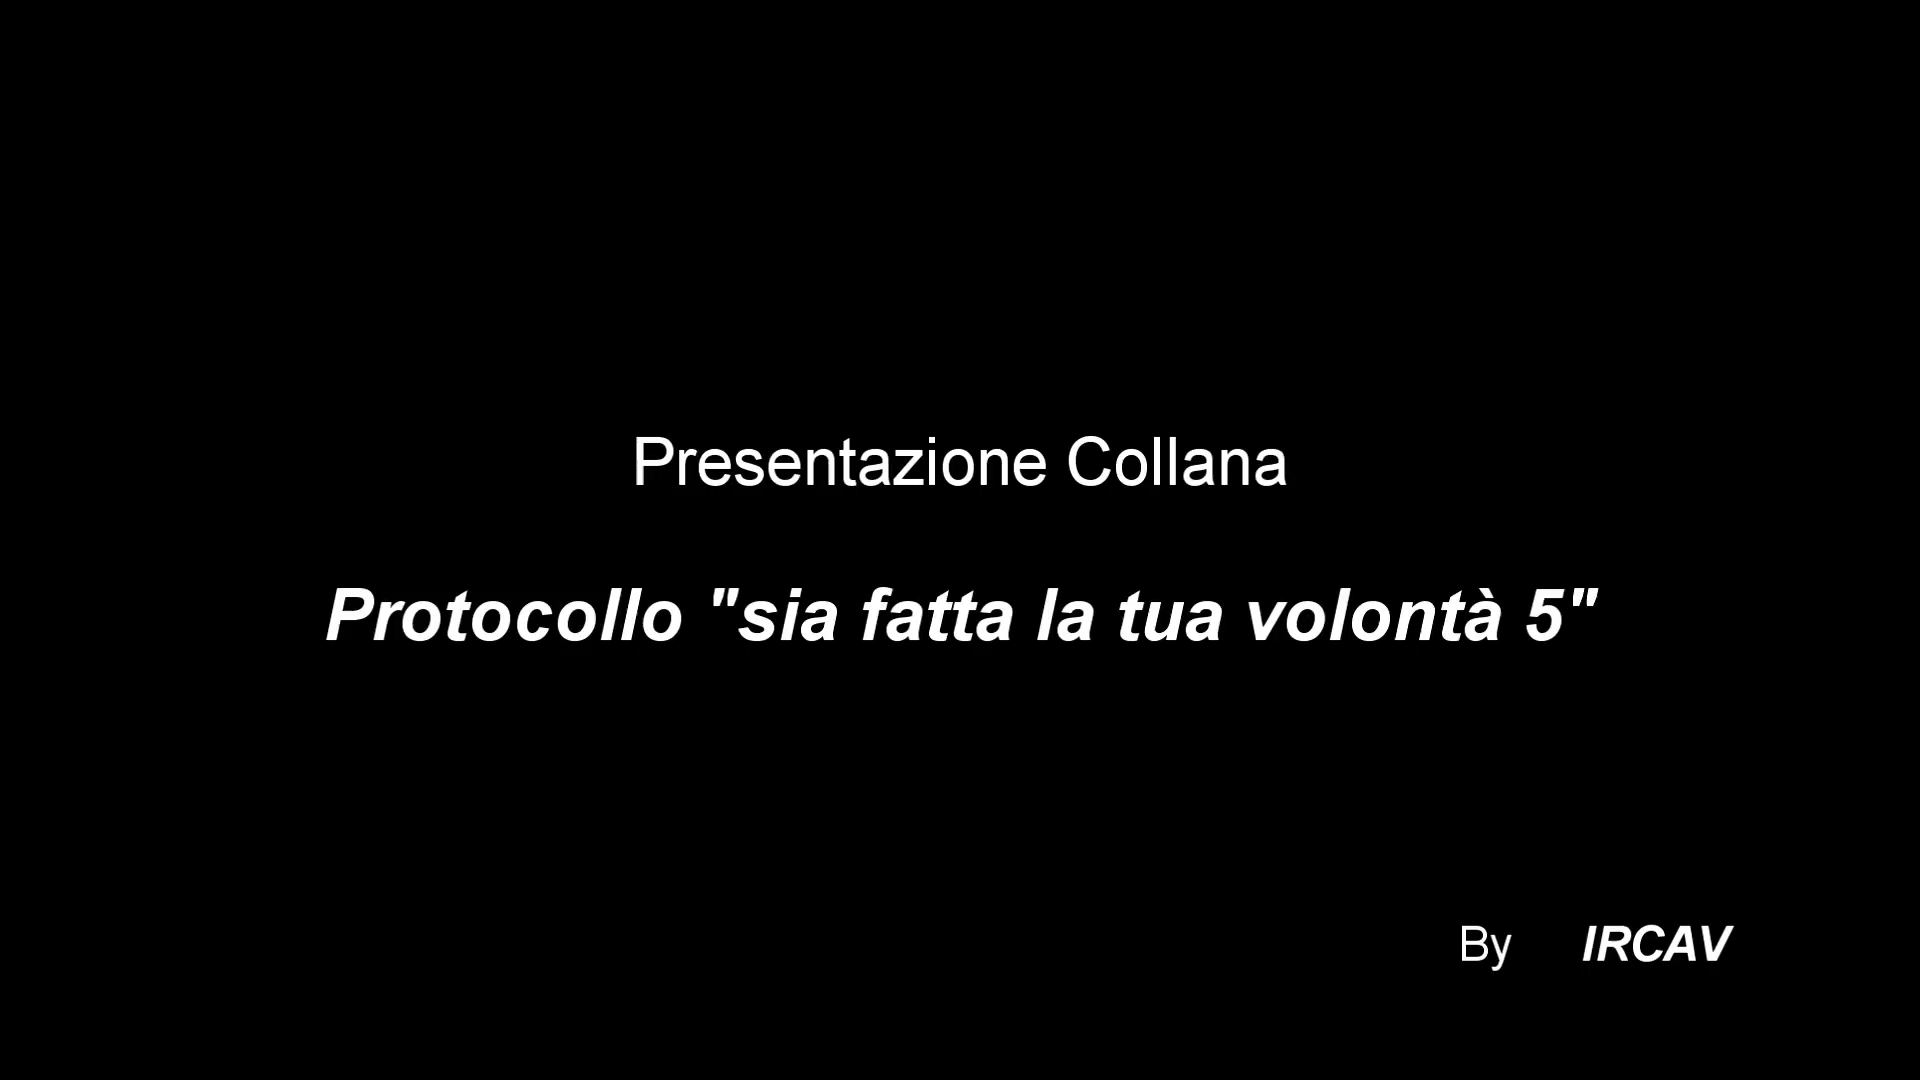 Presentazione Collana
Protocollo "sia fatta la tua volontà 5"
By IRCAV